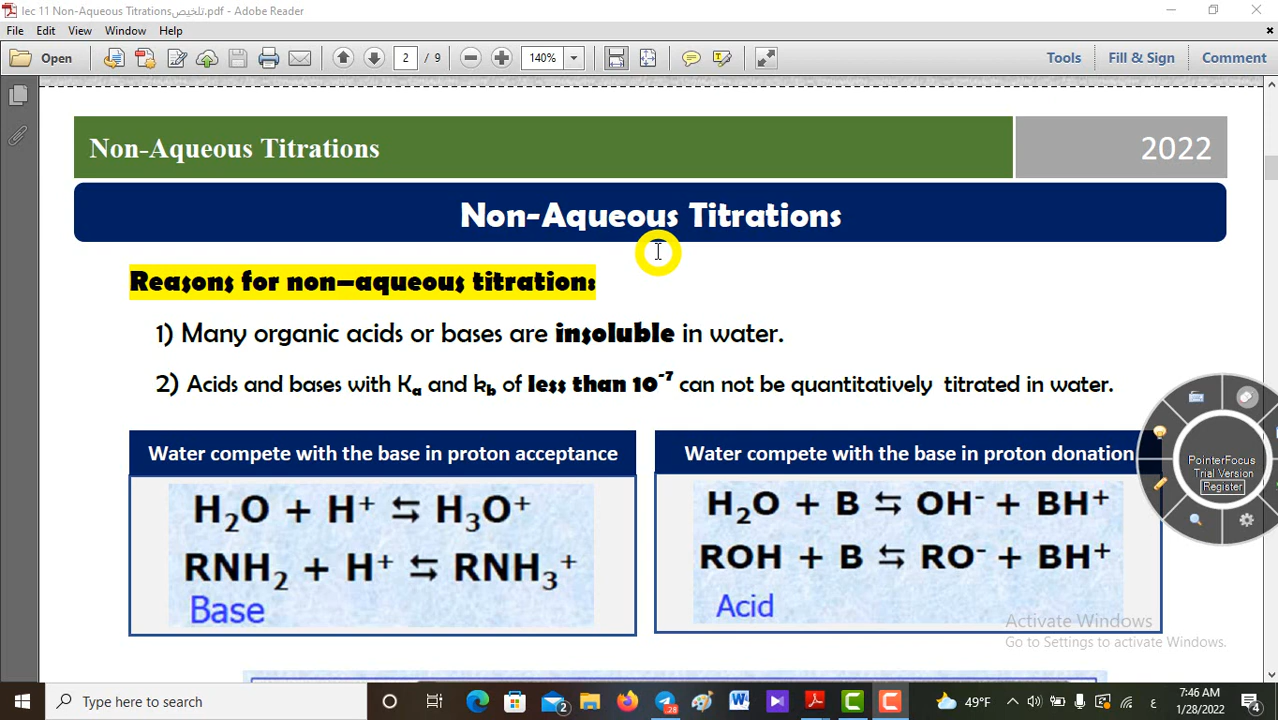 lec 11 Non-Aqueous Titrationsتلخيص.pdf - Adobe Reader
File Edit View Window Help
Open 2 / 9 140% Tools Fill & Sign Comment
Non-Aqueous Titrations 2022
Non-Aqueous Titrations
Reasons for non–aqueous titration:
1) Many organic acids or bases are insoluble in water.
2) Acids and bases with Kₐ and k_b of less than 10⁻⁷ can not be quantitatively titrated in water.
Water compete with the base in proton acceptance
H₂O + H⁺ ⇆ H₃O⁺
RNH₂ + H⁺ ⇆ RNH₃⁺
Base
Water compete with the base in proton donation
H₂O + B ⇆ OH⁻ + BH⁺
ROH + B ⇆ RO⁻ + BH⁺
Acid
PointerFocus
Trial Version
Register
Activate Windows
Go to Settings to activate Windows.
Type here to search
2
28
49°F
ع
7:46 AM
1/28/2022
4